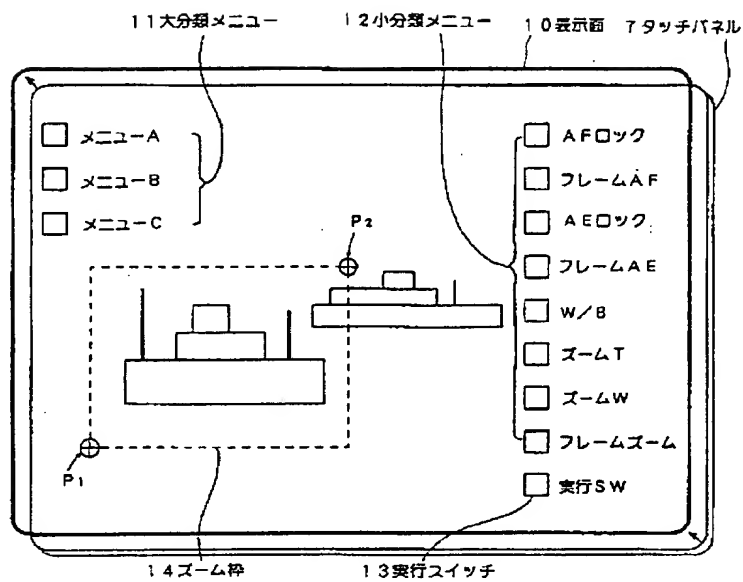 11大分類メニュー
12小分類メニュー
10表示面
7タッチパネル
メニューA
メニューB
メニューC
AFロック
フレームAF
AEロック
フレームAE
W/B
ズームT
ズームW
フレームズーム
実行SW
P2
P1
14ズーム枠
13実行スイッチ